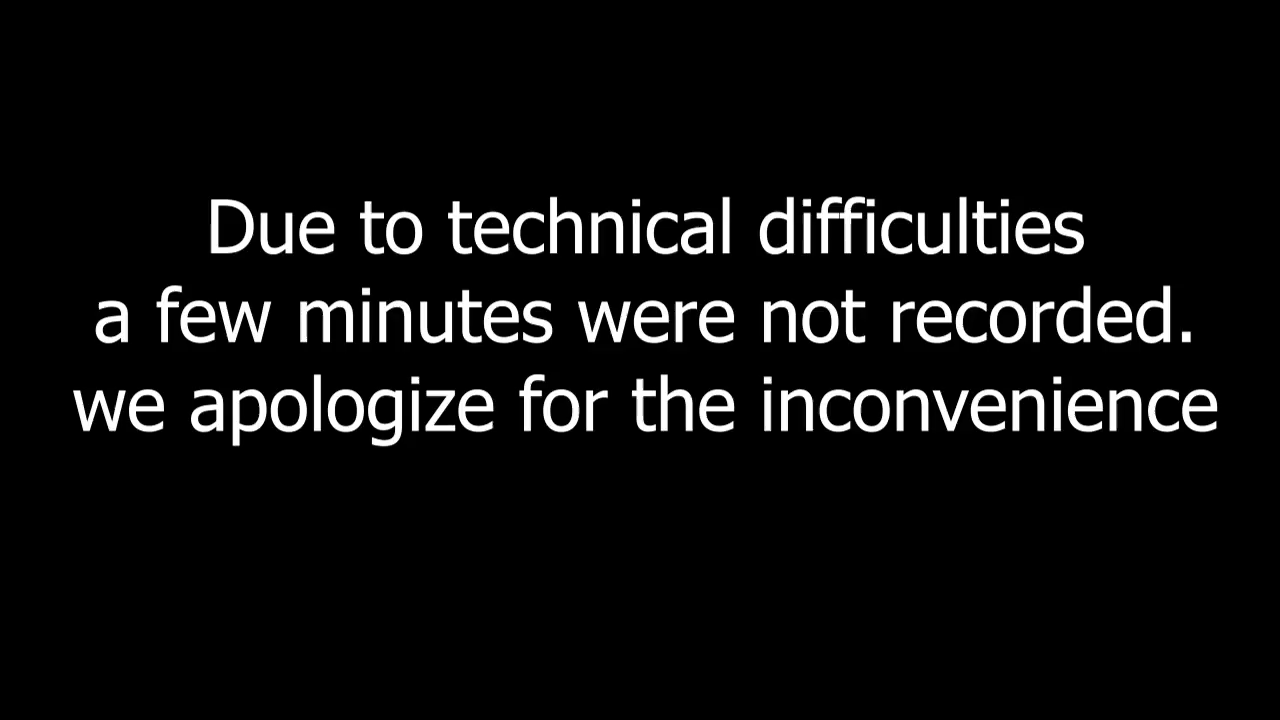 Due to technical difficulties
a few minutes were not recorded.
we apologize for the inconvenience